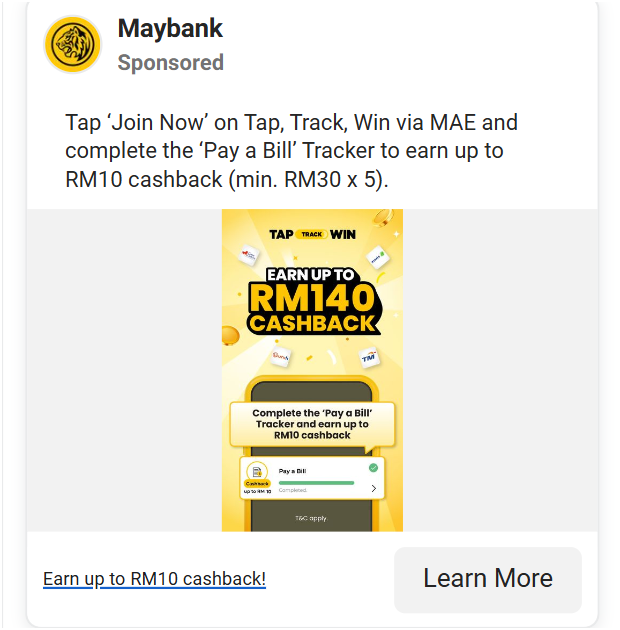 Maybank
Sponsored
Tap ‘Join Now’ on Tap, Track, Win via MAE and
complete the ‘Pay a Bill’ Tracker to earn up to
RM10 cashback (min. RM30 x 5).
TAP TRACK WIN
EARN UP TO
RM140
CASHBACK
TM
Complete the ‘Pay a Bill’
Tracker and earn up to
RM10 cashback
Pay a Bill
Cashback
up to RM 10
Completed
T&C apply.
Earn up to RM10 cashback!
Learn More